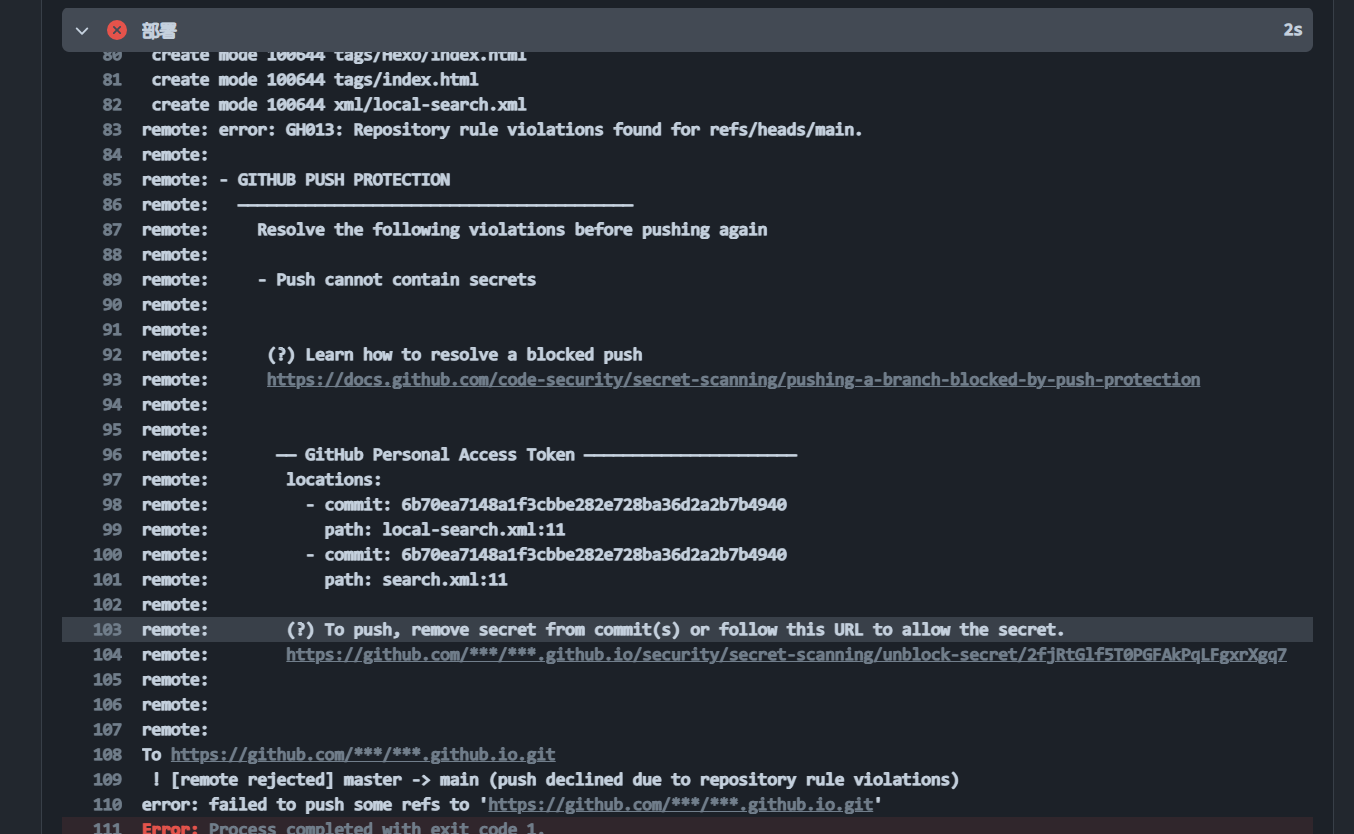 部署 2s
80 create mode 100644 tags/Hexo/index.html
81 create mode 100644 tags/index.html
82 create mode 100644 xml/local-search.xml
83 remote: error: GH013: Repository rule violations found for refs/heads/main.
84 remote:
85 remote: - GITHUB PUSH PROTECTION
86 remote: —————————————————————————————————————————
87 remote: Resolve the following violations before pushing again
88 remote:
89 remote: - Push cannot contain secrets
90 remote:
91 remote:
92 remote: (?) Learn how to resolve a blocked push
93 remote: https://docs.github.com/code-security/secret-scanning/pushing-a-branch-blocked-by-push-protection
94 remote:
95 remote:
96 remote: —— GitHub Personal Access Token ——————————————————————
97 remote: locations:
98 remote: - commit: 6b70ea7148a1f3cbbe282e728ba36d2a2b7b4940
99 remote: path: local-search.xml:11
100 remote: - commit: 6b70ea7148a1f3cbbe282e728ba36d2a2b7b4940
101 remote: path: search.xml:11
102 remote:
103 remote: (?) To push, remove secret from commit(s) or follow this URL to allow the secret.
104 remote: https://github.com/***/***.github.io/security/secret-scanning/unblock-secret/2fjRtGlf5T0PGFAkPqLFgxrXgq7
105 remote:
106 remote:
107 remote:
108 To https://github.com/***/***.github.io.git
109 ! [remote rejected] master -> main (push declined due to repository rule violations)
110 error: failed to push some refs to 'https://github.com/***/***.github.io.git'
111 Error: Process completed with exit code 1.